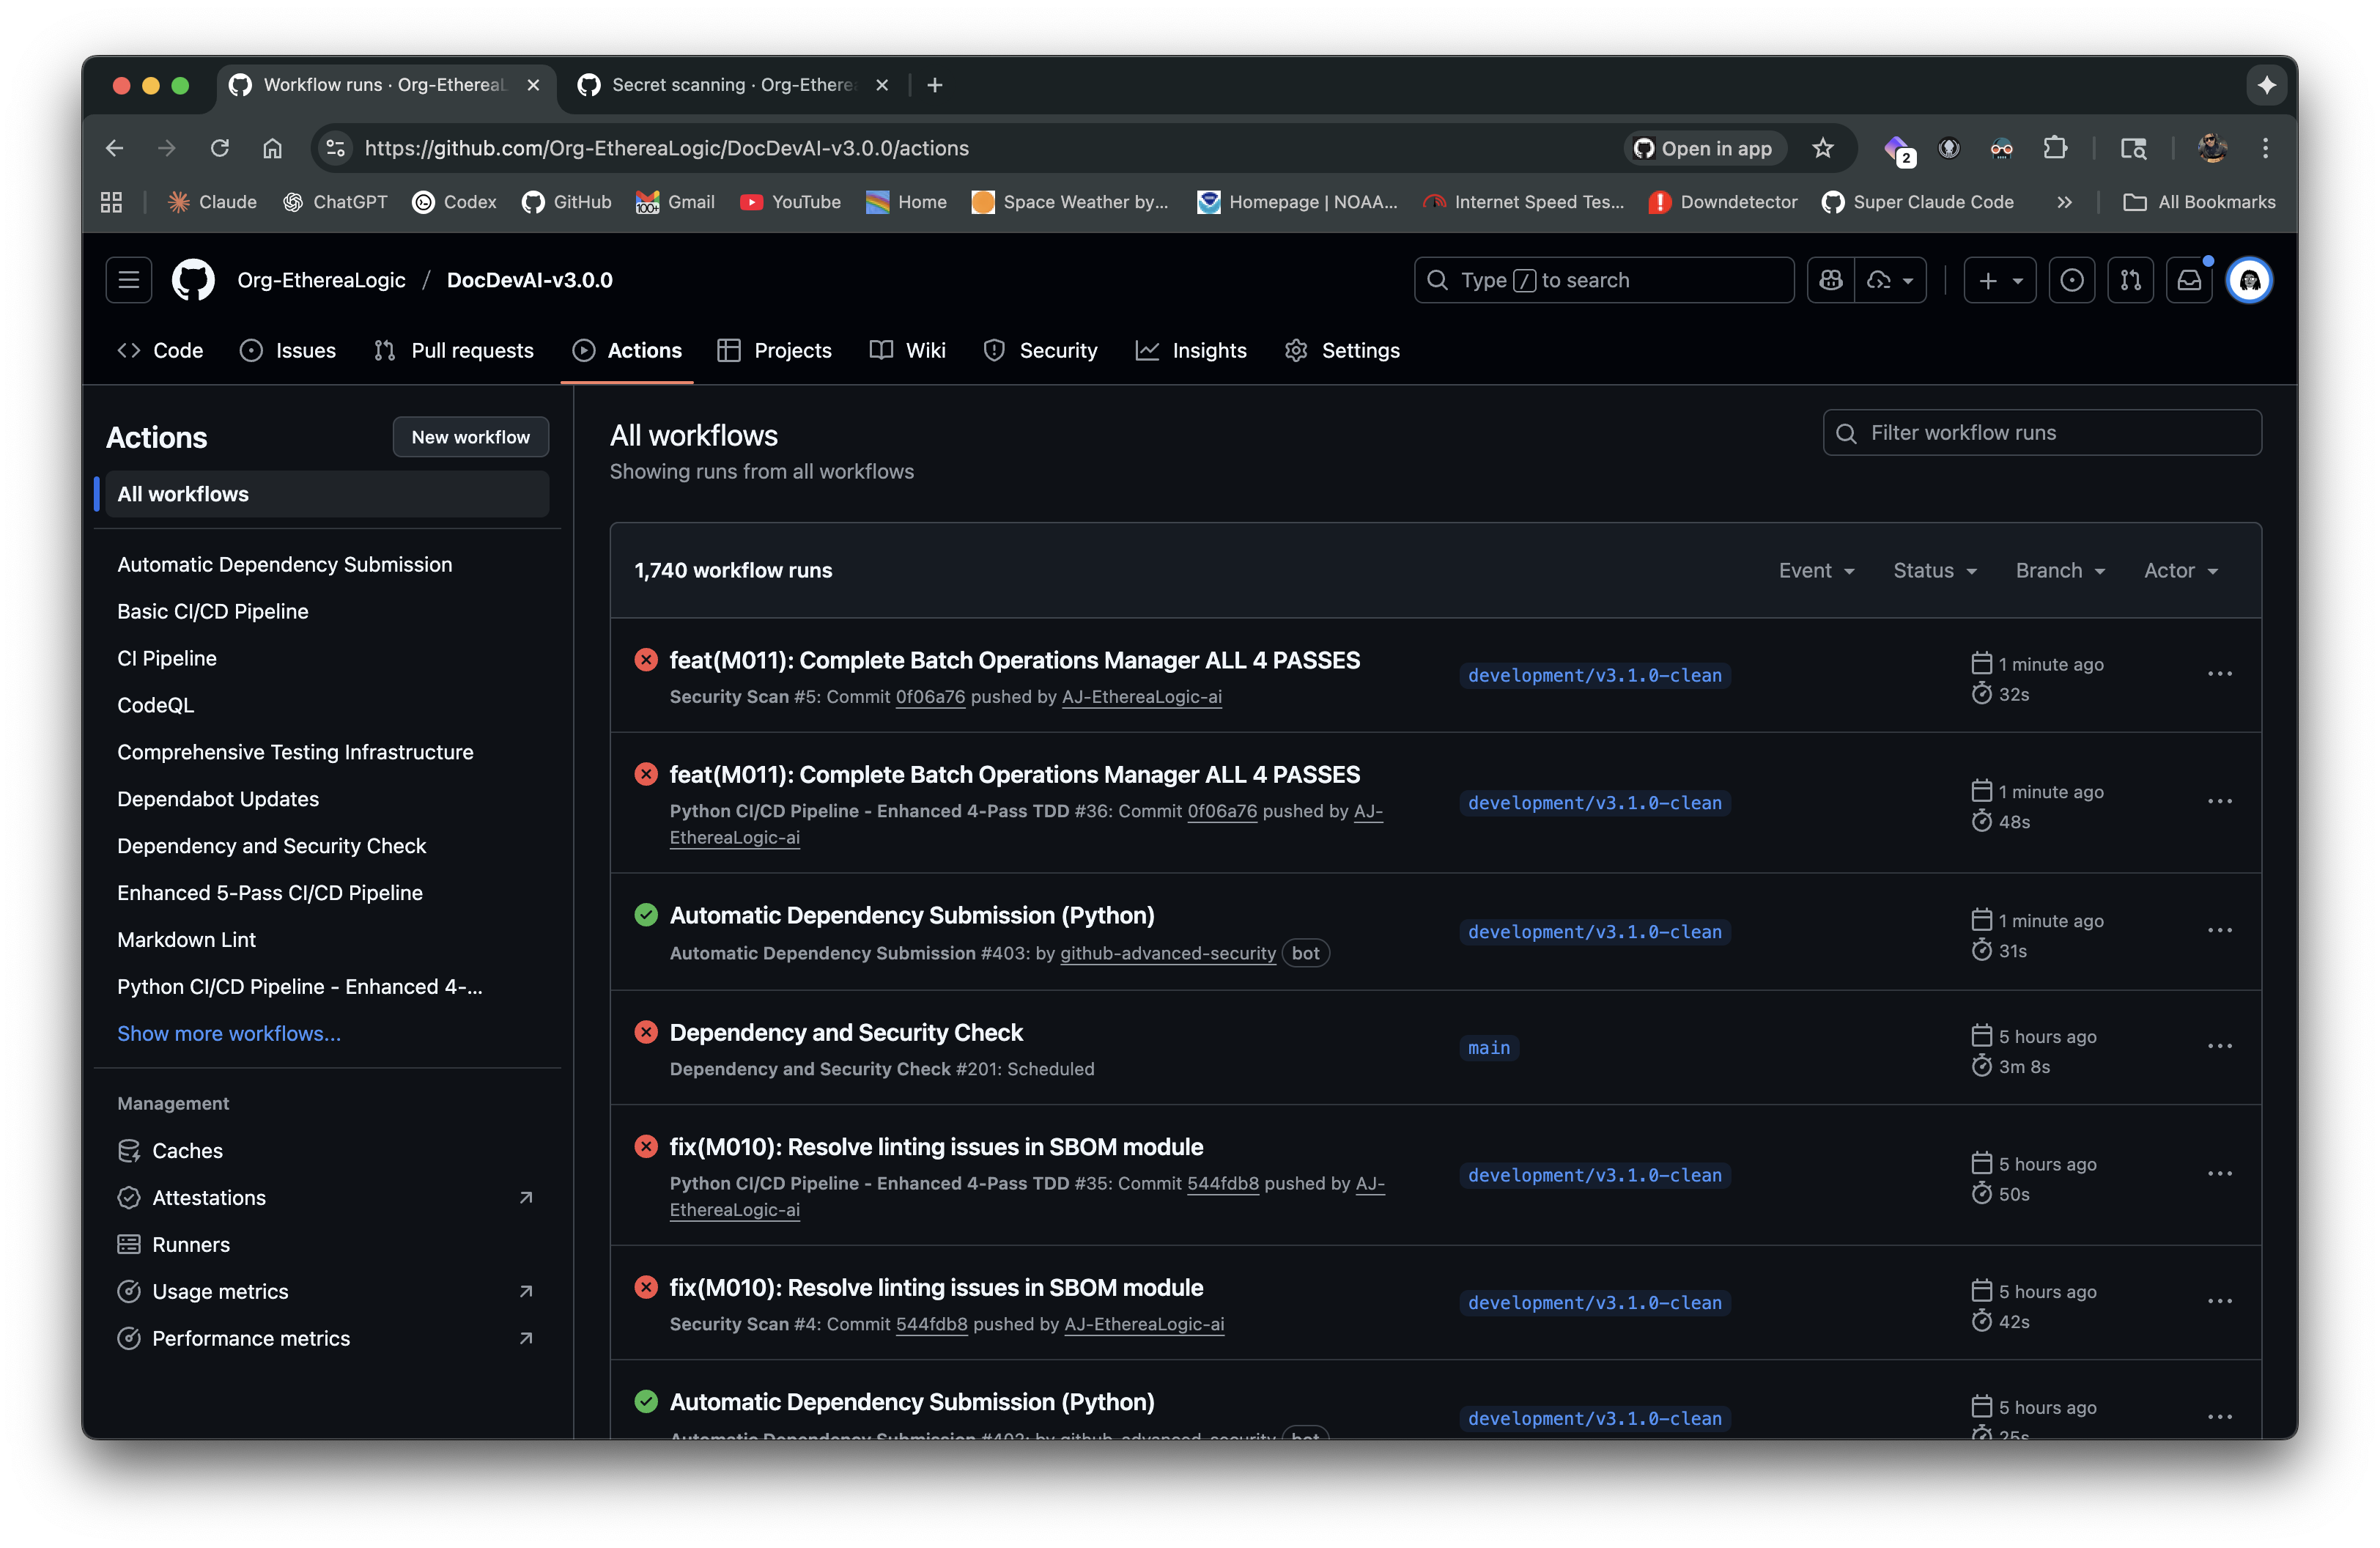 Workflow runs · Org-Ethereal
Secret scanning · Org-Etherea
https://github.com/Org-EthereaLogic/DocDevAI-v3.0.0/actions
Open in app
2
Claude
ChatGPT
Codex
GitHub
100+
Gmail
YouTube
Home
Space Weather by...
Homepage | NOAA...
Internet Speed Tes...
Downdetector
Super Claude Code
All Bookmarks
Org-EthereaLogic / DocDevAI-v3.0.0
Type / to search
Code
Issues
Pull requests
Actions
Projects
Wiki
Security
Insights
Settings
Actions
New workflow
All workflows
Automatic Dependency Submission
Basic CI/CD Pipeline
CI Pipeline
CodeQL
Comprehensive Testing Infrastructure
Dependabot Updates
Dependency and Security Check
Enhanced 5-Pass CI/CD Pipeline
Markdown Lint
Python CI/CD Pipeline - Enhanced 4-...
Show more workflows...
Management
Caches
Attestations
Runners
Usage metrics
Performance metrics
All workflows
Showing runs from all workflows
Filter workflow runs
1,740 workflow runs
Event
Status
Branch
Actor
feat(M011): Complete Batch Operations Manager ALL 4 PASSES
Security Scan #5: Commit 0f06a76 pushed by AJ-EthereaLogic-ai
development/v3.1.0-clean
1 minute ago
32s
feat(M011): Complete Batch Operations Manager ALL 4 PASSES
Python CI/CD Pipeline - Enhanced 4-Pass TDD #36: Commit 0f06a76 pushed by AJ-
EthereaLogic-ai
development/v3.1.0-clean
1 minute ago
48s
Automatic Dependency Submission (Python)
Automatic Dependency Submission #403: by github-advanced-security bot
development/v3.1.0-clean
1 minute ago
31s
Dependency and Security Check
Dependency and Security Check #201: Scheduled
main
5 hours ago
3m 8s
fix(M010): Resolve linting issues in SBOM module
Python CI/CD Pipeline - Enhanced 4-Pass TDD #35: Commit 544fdb8 pushed by AJ-
EthereaLogic-ai
development/v3.1.0-clean
5 hours ago
50s
fix(M010): Resolve linting issues in SBOM module
Security Scan #4: Commit 544fdb8 pushed by AJ-EthereaLogic-ai
development/v3.1.0-clean
5 hours ago
42s
Automatic Dependency Submission (Python)
Automatic Dependency Submission #402: by github-advanced-security bot
development/v3.1.0-clean
5 hours ago
25s